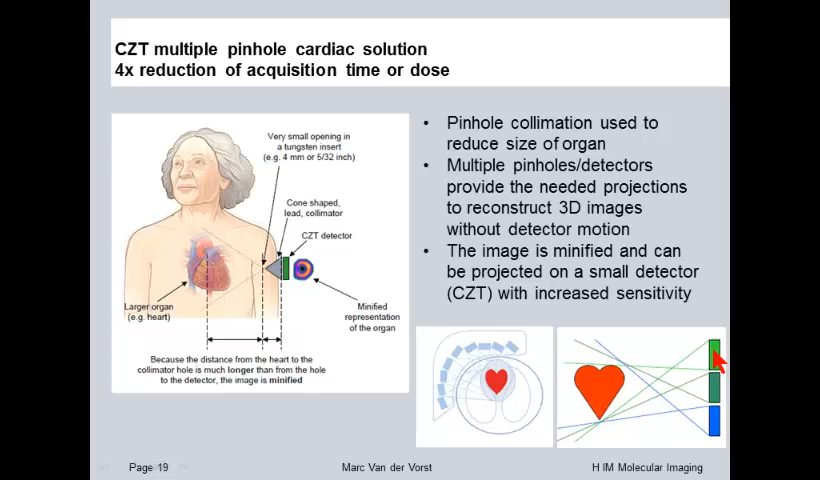 CZT multiple pinhole cardiac solution
4x reduction of acquisition time or dose
Very small opening in
a tungsten insert
(e.g. 4 mm or 5/32 inch)
Cone shaped,
lead, collimator
CZT detector
Larger organ
(e.g. heart)
Minified
representation
of the organ
Because the distance from the heart to the
collimator hole is much longer than from the hole
to the detector, the image is minified
• Pinhole collimation used to
reduce size of organ
• Multiple pinholes/detectors
provide the needed projections
to reconstruct 3D images
without detector motion
• The image is minified and can
be projected on a small detector
(CZT) with increased sensitivity
Page 19
Marc Van der Vorst
H IM Molecular Imaging